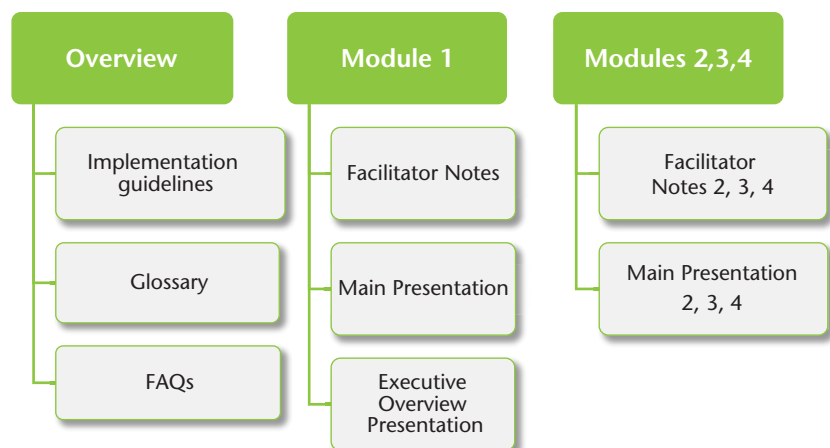 Overview
Implementation
guidelines
Glossary
FAQs
Module 1
Facilitator Notes
Main Presentation
Executive
Overview
Presentation
Modules 2,3,4
Facilitator
Notes 2, 3, 4
Main Presentation
2, 3, 4